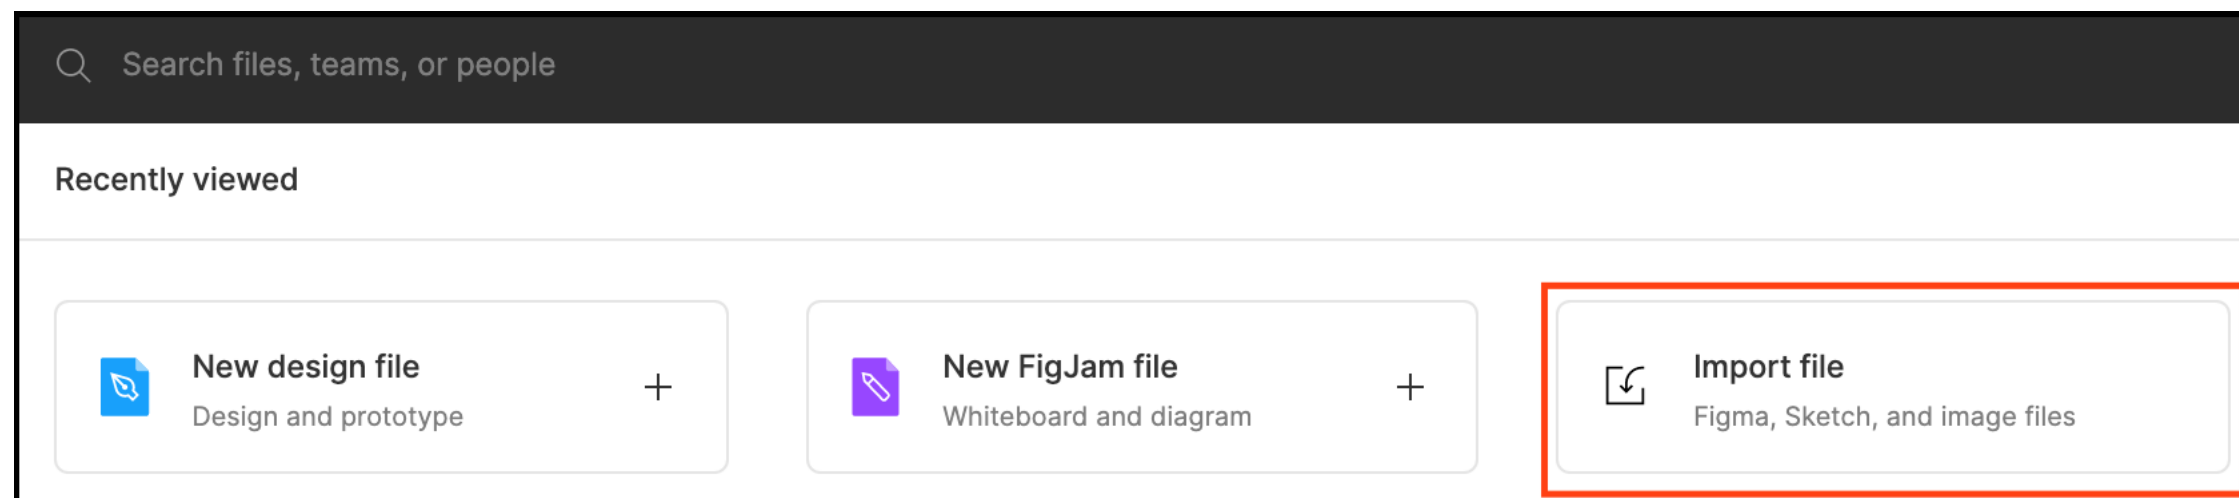 Search files, teams, or people
Recently viewed
New design file
Design and prototype
New FigJam file
Whiteboard and diagram
Import file
Figma, Sketch, and image files